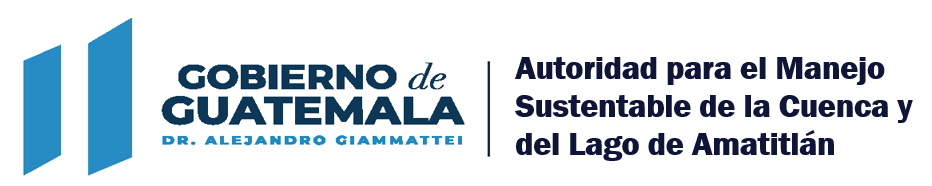 GOBIERNO de
GUATEMALA
DR. ALEJANDRO GIAMMATTEI
Autoridad para el Manejo
Sustentable de la Cuenca y
del Lago de Amatitlán